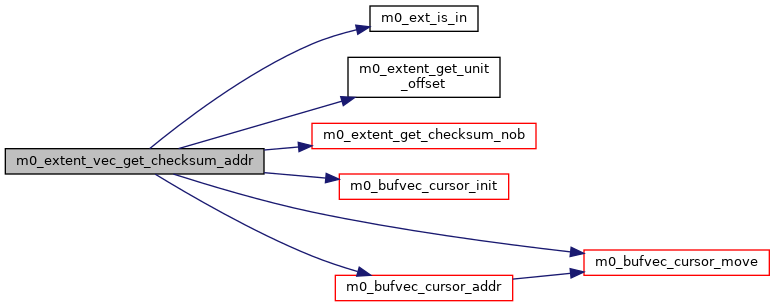 m0_ext_is_in
m0_extent_get_unit
_offset
m0_extent_get_checksum_nob
m0_extent_vec_get_checksum_addr
m0_bufvec_cursor_init
m0_bufvec_cursor_move
m0_bufvec_cursor_addr